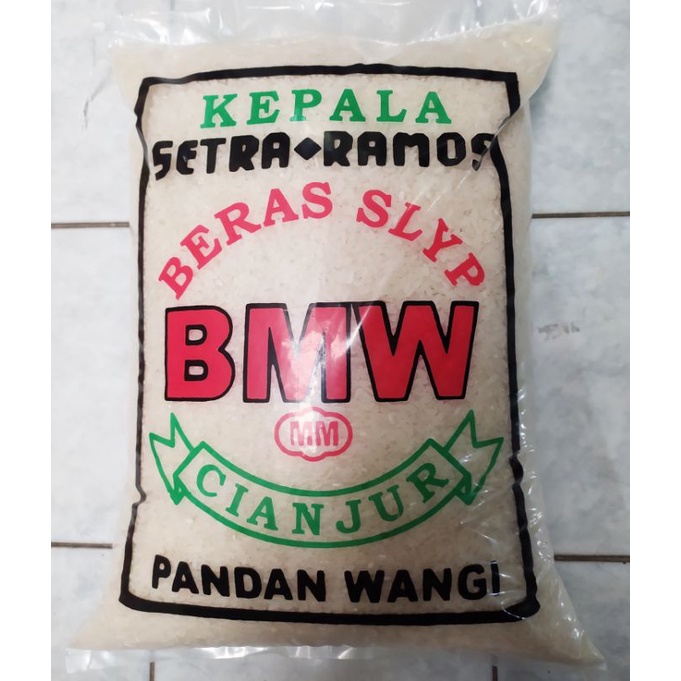 KEPALA
SETRA◆RAMOS
BERAS SLYP
BMW
MM
CIANJUR
PANDAN WANGI